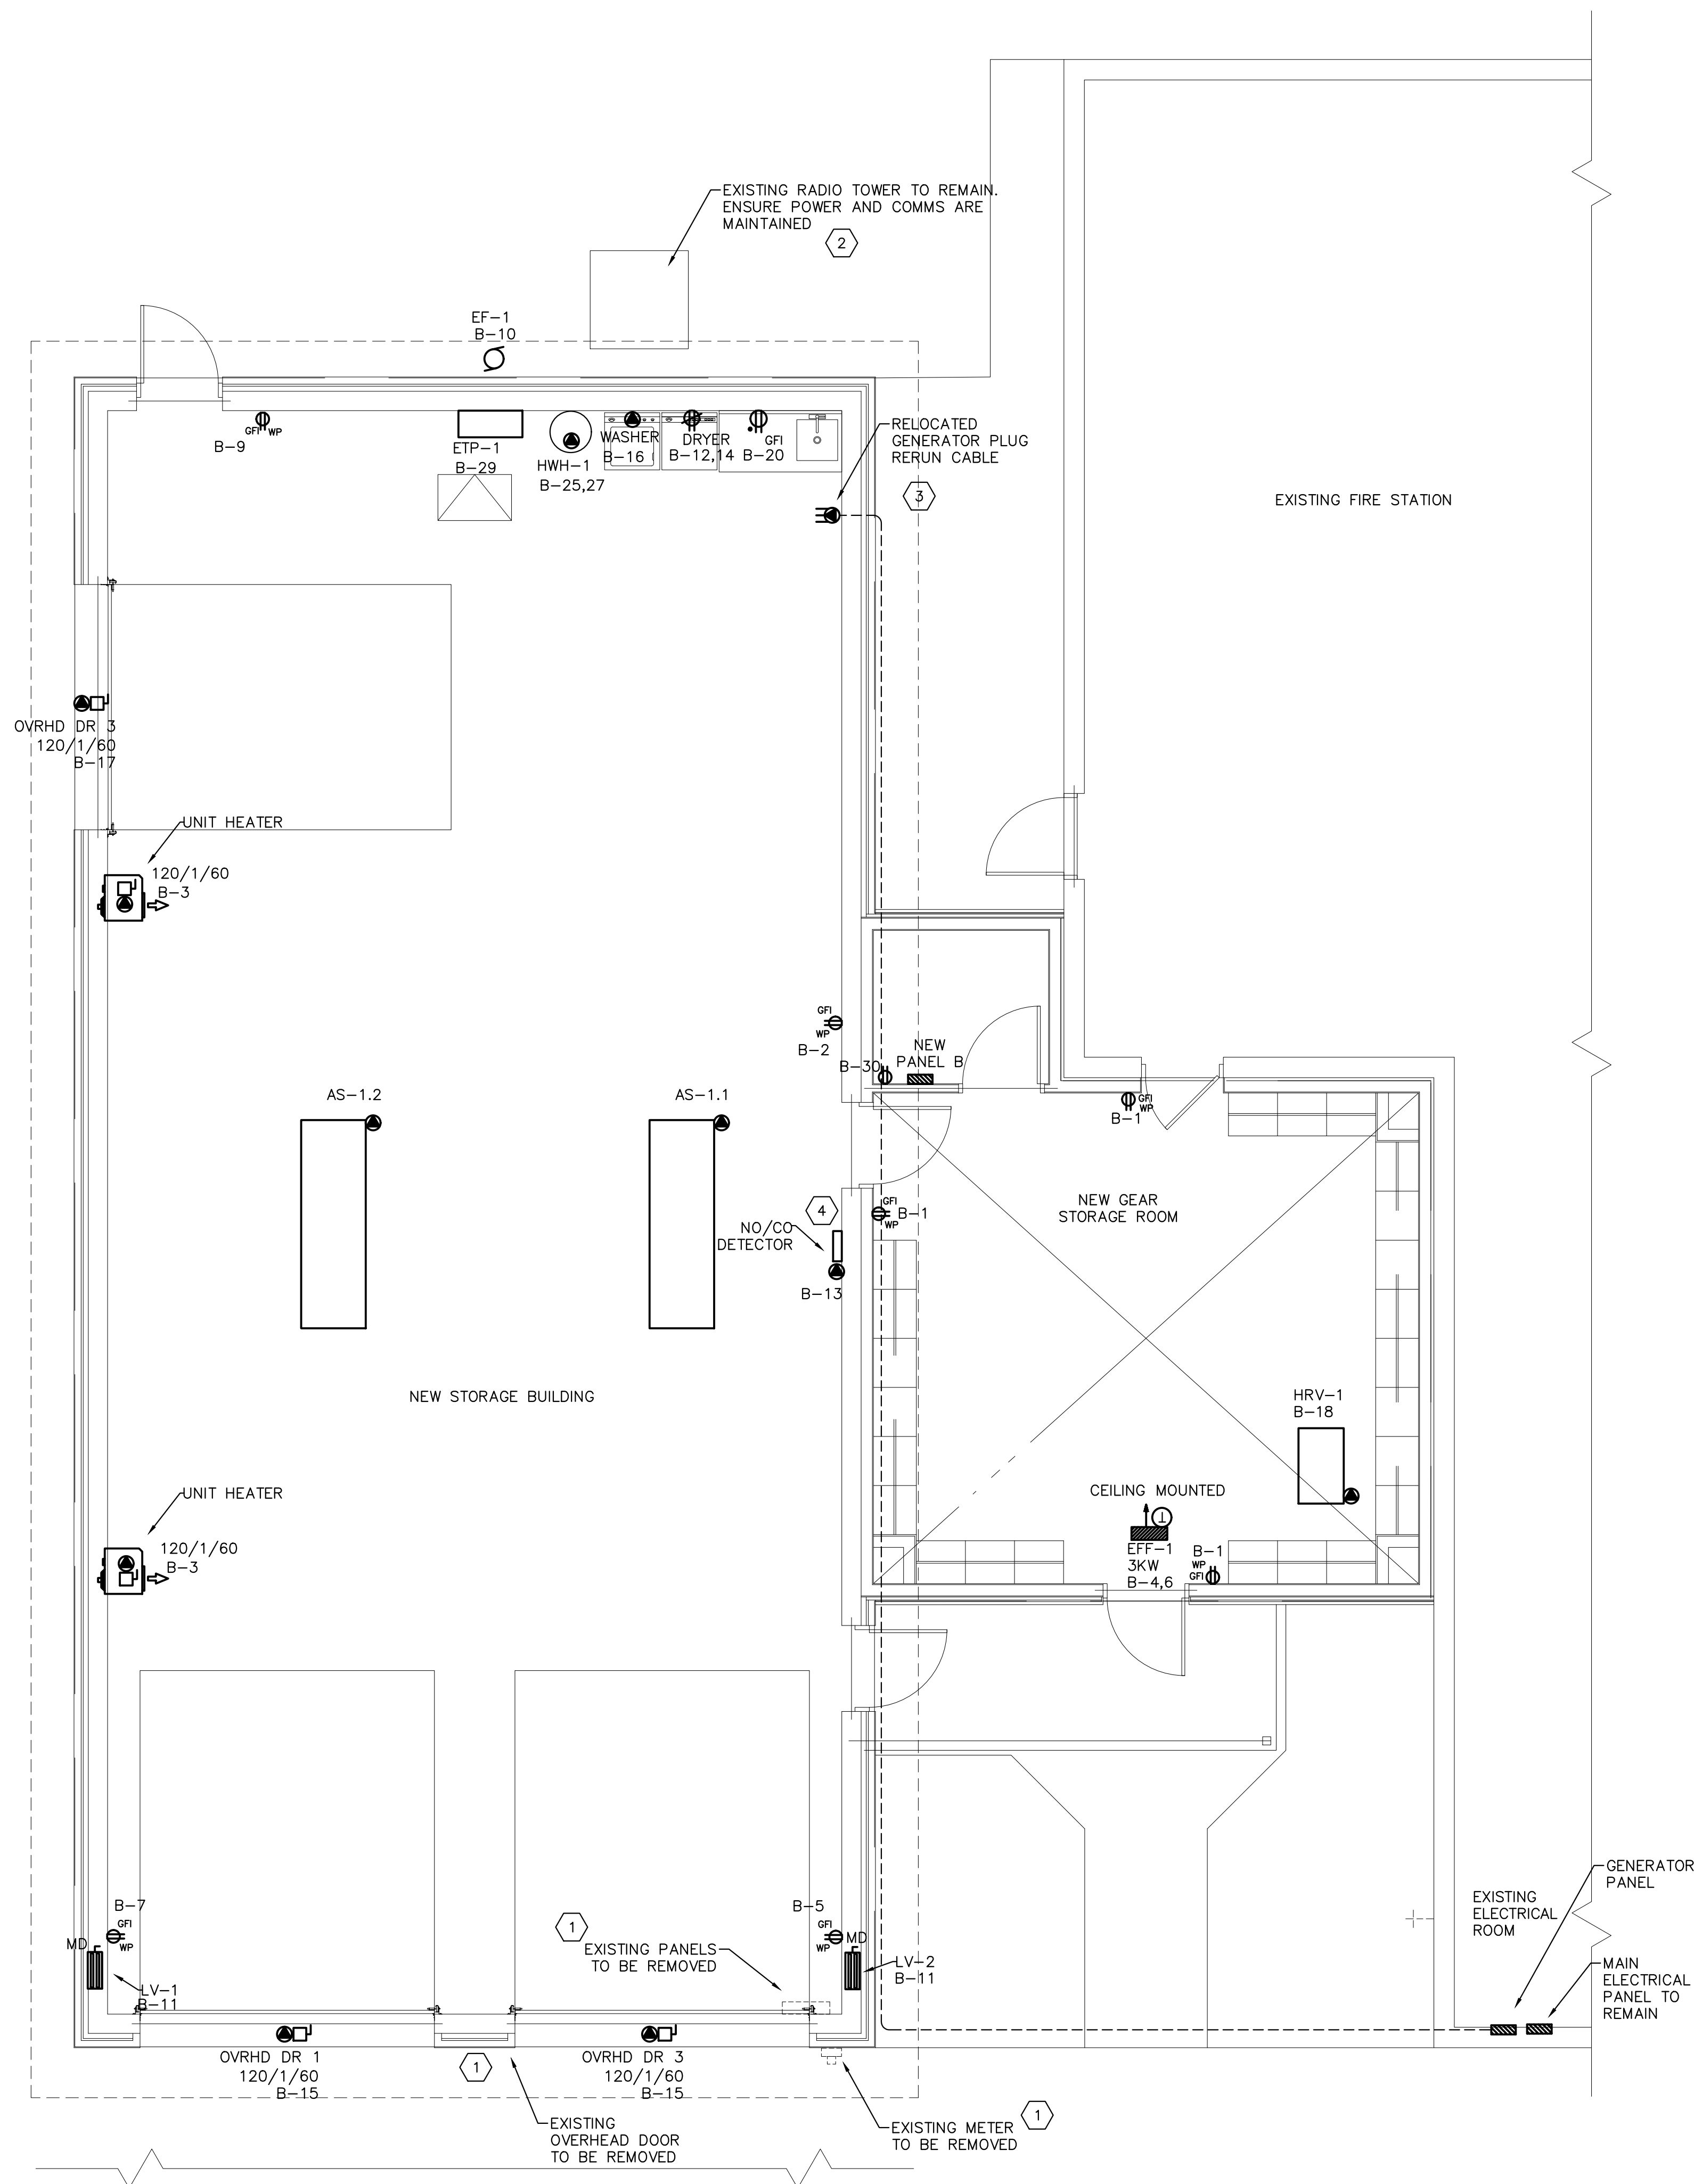 EXISTING RADIO TOWER TO REMAIN.
ENSURE POWER AND COMMS ARE
MAINTAINED
2
EF-1
B-10
GFI
WP
B-9
ETP-1
B-29
HWH-1
B-25,27
WASHER
B-16
DRYER
B-12,14
GFI
B-20
RELOCATED
GENERATOR PLUG
RERUN CABLE
3
EXISTING FIRE STATION
OVRHD DR 3
120/1/60
B-17
UNIT HEATER
120/1/60
B-3
GFI
WP
B-2
B-30
NEW
PANEL B
GFI
WP
B-1
AS-1.2
AS-1.1
4
NO/CO
DETECTOR
B-13
GFI
B-1
WP
NEW GEAR
STORAGE ROOM
NEW STORAGE BUILDING
HRV-1
B-18
CEILING MOUNTED
T
EFF-1
3KW
B-4,6
B-1
WP
GFI
UNIT HEATER
120/1/60
B-3
B-7
GFI
WP
MD
LV-1
B-11
1
EXISTING PANELS
TO BE REMOVED
B-5
GFI
WP
MD
LV-2
B-11
GENERATOR
PANEL
EXISTING
ELECTRICAL
ROOM
MAIN
ELECTRICAL
PANEL TO
REMAIN
OVRHD DR 1
120/1/60
B-15
1
OVRHD DR 3
120/1/60
B-15
EXISTING
OVERHEAD DOOR
TO BE REMOVED
EXISTING METER
TO BE REMOVED
1